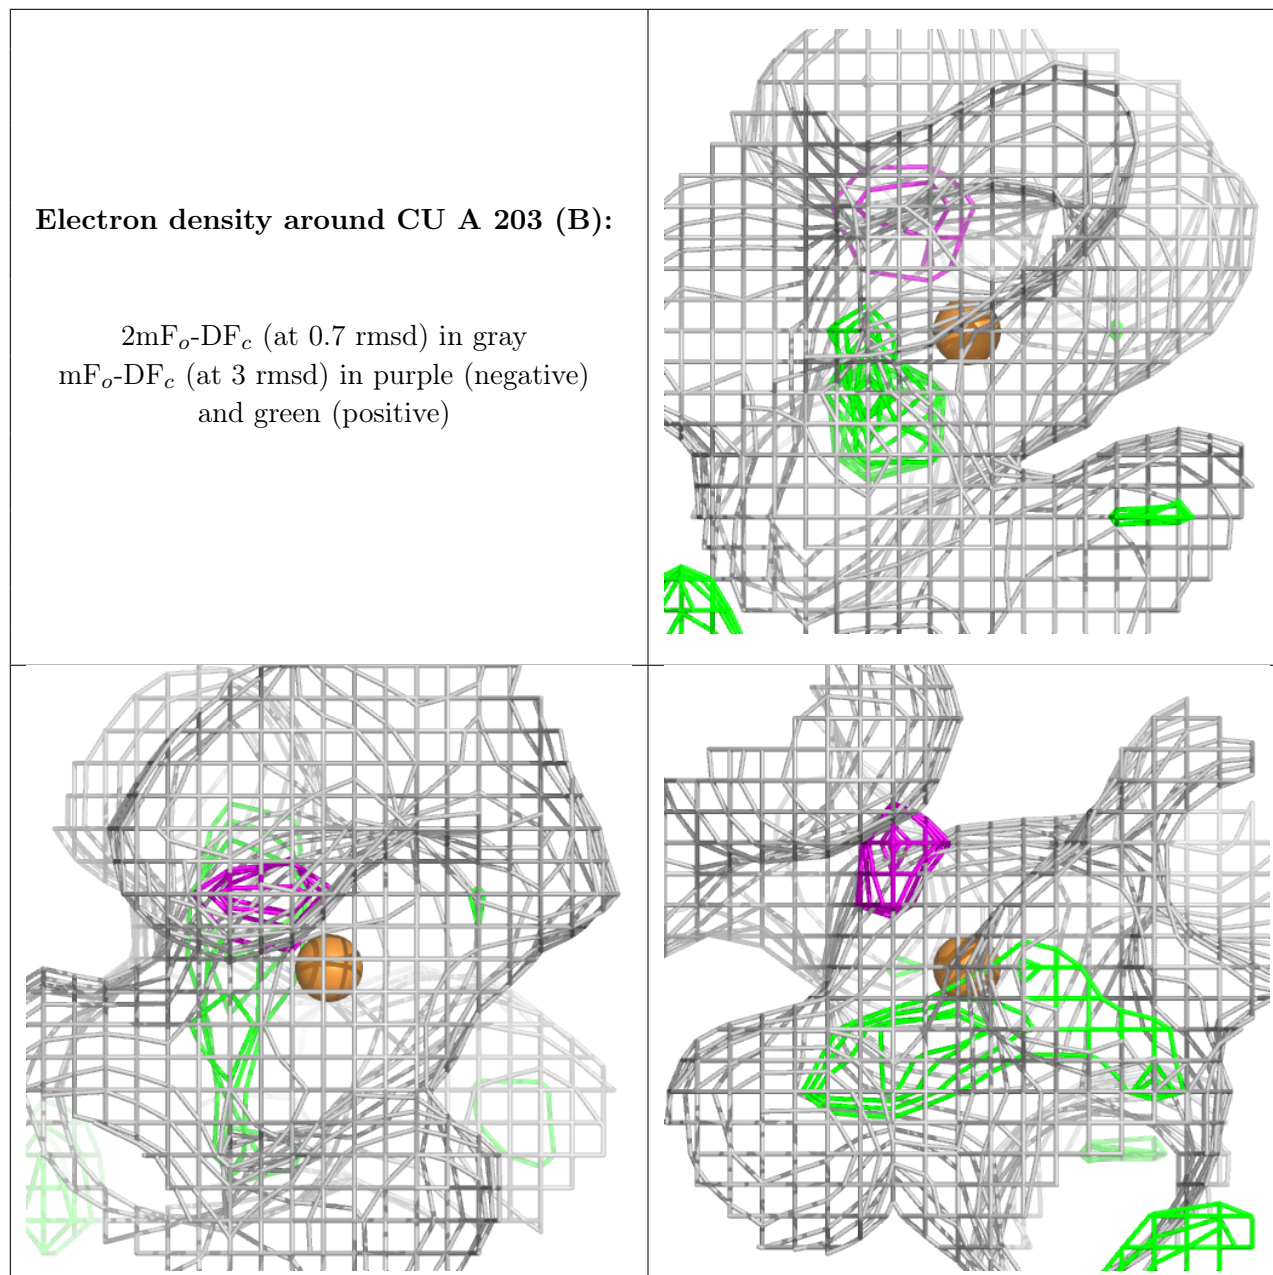 Electron density around CU A 203 (B):
2mFo-DFc (at 0.7 rmsd) in gray
mFo-DFc (at 3 rmsd) in purple (negative)
and green (positive)